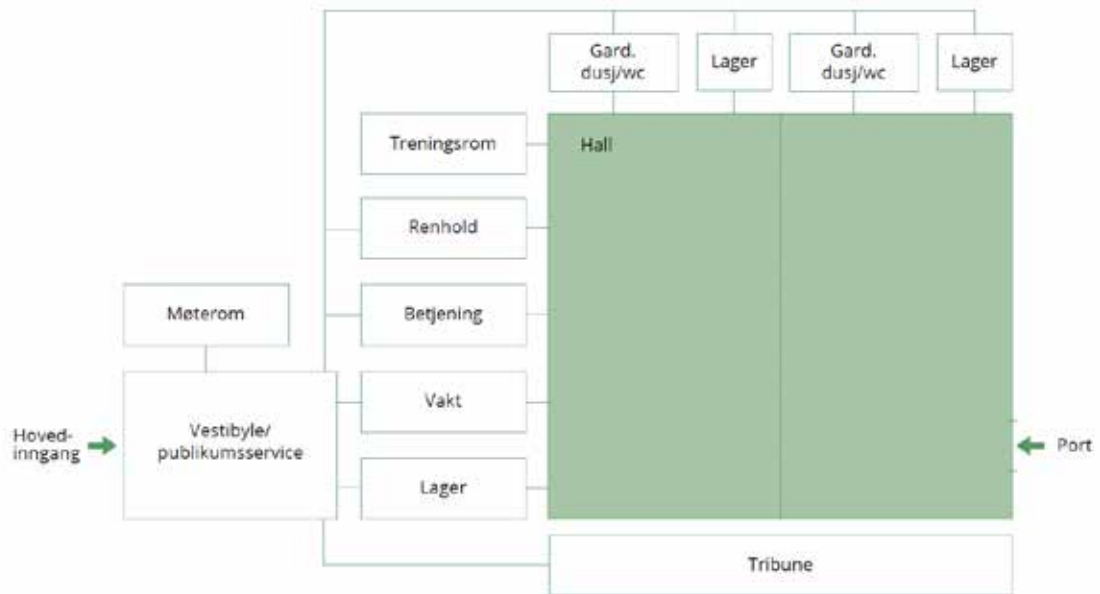 Gard.
dusj/wc
Lager
Gard.
dusj/wc
Lager
Treningsrom
Hall
Renhold
Møterom
Betjening
Hoved-
inngang
Vestibyle/
publikumsservice
Vakt
Port
Lager
Tribune